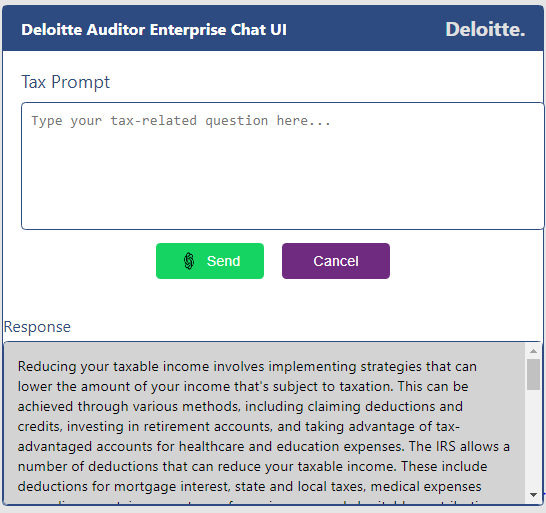 Deloitte Auditor Enterprise Chat UI
Deloitte.
Tax Prompt
Type your tax-related question here...
Send
Cancel
Response
Reducing your taxable income involves implementing strategies that can
lower the amount of your income that's subject to taxation. This can be
achieved through various methods, including claiming deductions and
credits, investing in retirement accounts, and taking advantage of tax-
advantaged accounts for healthcare and education expenses. The IRS allows a
number of deductions that can reduce your taxable income. These include
deductions for mortgage interest, state and local taxes, medical expenses